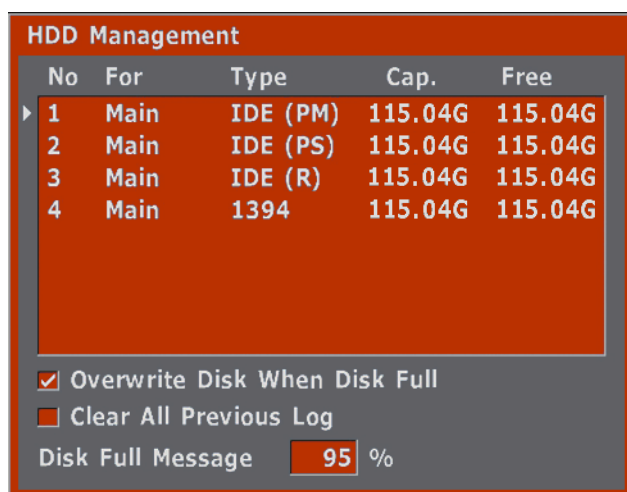 HDD Management
No For Type Cap. Free
1 Main IDE (PM) 115.04G 115.04G
2 Main IDE (PS) 115.04G 115.04G
3 Main IDE (R) 115.04G 115.04G
4 Main 1394 115.04G 115.04G
Overwrite Disk When Disk Full
Clear All Previous Log
Disk Full Message 95 %